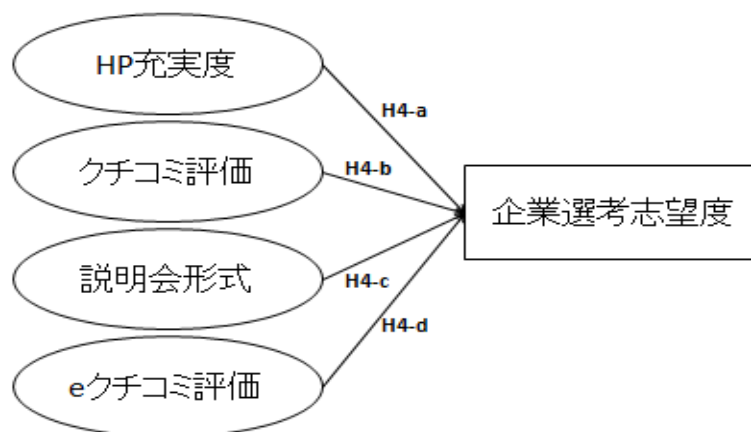 HP充実度
H4-a
クチコミ評価
H4-b
企業選考志望度
説明会形式
H4-c
H4-d
eクチコミ評価